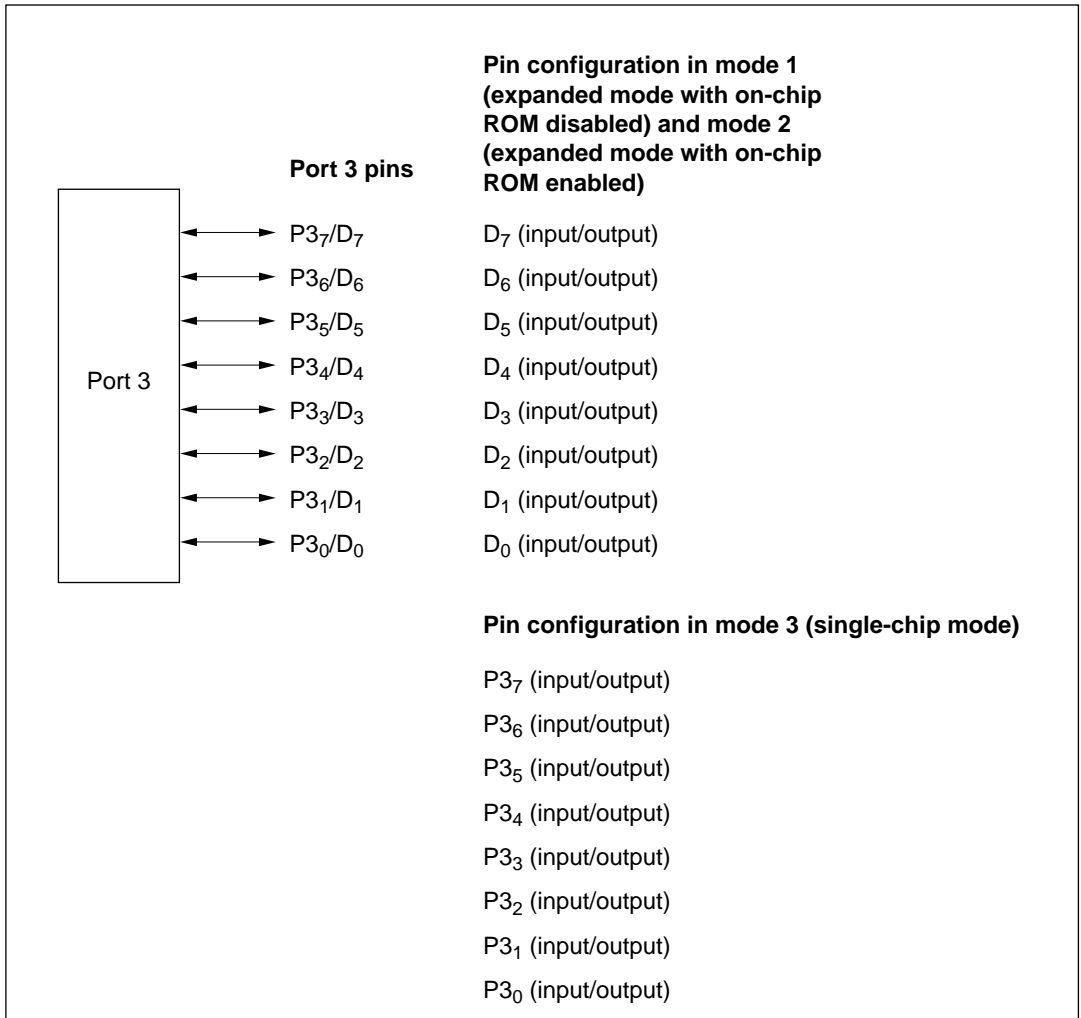 Pin configuration in mode 1
(expanded mode with on-chip
ROM disabled) and mode 2
(expanded mode with on-chip
ROM enabled)
Port 3 pins
Port 3
P3₇/D₇ D₇ (input/output)
P3₆/D₆ D₆ (input/output)
P3₅/D₅ D₅ (input/output)
P3₄/D₄ D₄ (input/output)
P3₃/D₃ D₃ (input/output)
P3₂/D₂ D₂ (input/output)
P3₁/D₁ D₁ (input/output)
P3₀/D₀ D₀ (input/output)
Pin configuration in mode 3 (single-chip mode)
P3₇ (input/output)
P3₆ (input/output)
P3₅ (input/output)
P3₄ (input/output)
P3₃ (input/output)
P3₂ (input/output)
P3₁ (input/output)
P3₀ (input/output)